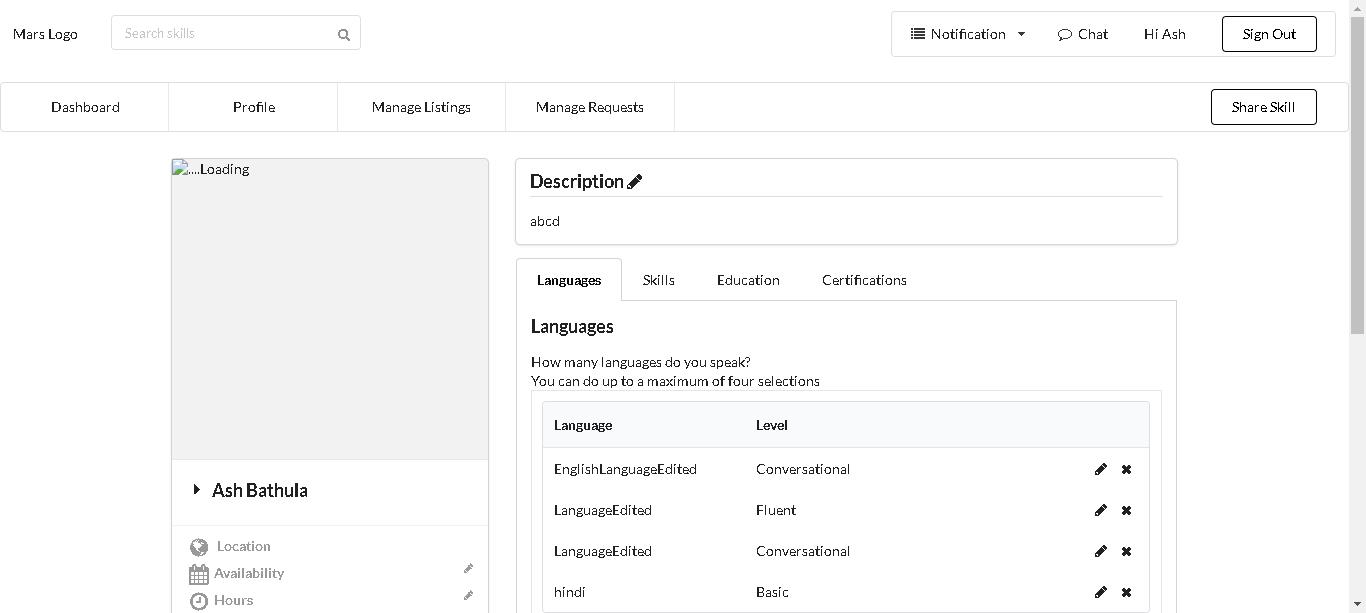 Mars Logo
Search skills
Notification
Chat
Hi Ash
Sign Out
Dashboard
Profile
Manage Listings
Manage Requests
Share Skill
....Loading
Description
abcd
Languages
Skills
Education
Certifications
Languages
How many languages do you speak?
You can do up to a maximum of four selections
Language Level
EnglishLanguageEdited Conversational
LanguageEdited Fluent
LanguageEdited Conversational
hindi Basic
Ash Bathula
Location
Availability
Hours